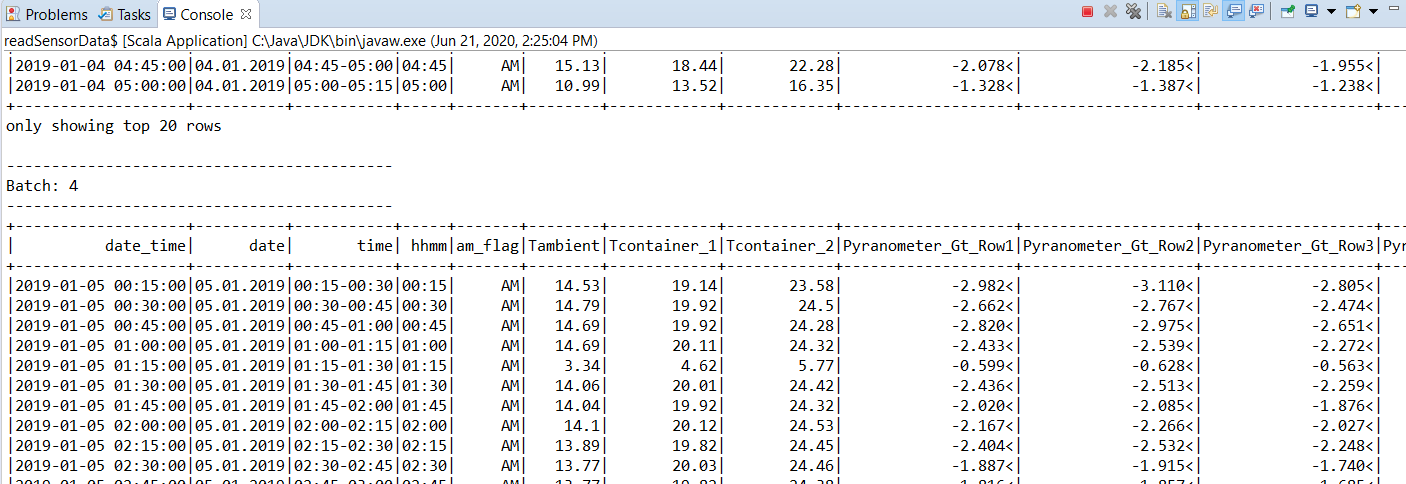 Problems Tasks Console
readSensorData$ [Scala Application] C:\Java\JDK\bin\javaw.exe (Jun 21, 2020, 2:25:04 PM)
|2019-01-04 04:45:00|04.01.2019|04:45-05:00|04:45|     AM|   15.13|      18.44|      22.28|            -2.078<|            -2.185<|            -1.955<|
|2019-01-04 05:00:00|04.01.2019|05:00-05:15|05:00|     AM|   10.99|      13.52|      16.35|            -1.328<|            -1.387<|            -1.238<|
+-------------------+----------+-----------+-----+-------+--------+-----------+-----------+-------------------+-------------------+-------------------+---
only showing top 20 rows
-------------------------------------------
Batch: 4
-------------------------------------------
+-------------------+----------+-----------+-----+-------+--------+-----------+-----------+-------------------+-------------------+-------------------+---
|          date_time|      date|       time| hhmm|am_flag|Tambient|Tcontainer_1|Tcontainer_2|Pyranometer_Gt_Row1|Pyranometer_Gt_Row2|Pyranometer_Gt_Row3|Pyr
+-------------------+----------+-----------+-----+-------+--------+-----------+-----------+-------------------+-------------------+-------------------+---
|2019-01-05 00:15:00|05.01.2019|00:15-00:30|00:15|     AM|   14.53|       19.14|       23.58|            -2.982<|            -3.110<|            -2.805<|
|2019-01-05 00:30:00|05.01.2019|00:30-00:45|00:30|     AM|   14.79|       19.92|        24.5|            -2.662<|            -2.767<|            -2.474<|
|2019-01-05 00:45:00|05.01.2019|00:45-01:00|00:45|     AM|   14.69|       19.92|       24.28|            -2.820<|            -2.975<|            -2.651<|
|2019-01-05 01:00:00|05.01.2019|01:00-01:15|01:00|     AM|   14.69|       20.11|       24.32|            -2.433<|            -2.539<|            -2.272<|
|2019-01-05 01:15:00|05.01.2019|01:15-01:30|01:15|     AM|    3.34|        4.62|        5.77|            -0.599<|            -0.628<|            -0.563<|
|2019-01-05 01:30:00|05.01.2019|01:30-01:45|01:30|     AM|   14.06|       20.01|       24.42|            -2.436<|            -2.513<|            -2.259<|
|2019-01-05 01:45:00|05.01.2019|01:45-02:00|01:45|     AM|   14.04|       19.92|       24.32|            -2.020<|            -2.085<|            -1.876<|
|2019-01-05 02:00:00|05.01.2019|02:00-02:15|02:00|     AM|    14.1|       20.12|       24.53|            -2.167<|            -2.266<|            -2.027<|
|2019-01-05 02:15:00|05.01.2019|02:15-02:30|02:15|     AM|   13.89|       19.82|       24.45|            -2.404<|            -2.532<|            -2.248<|
|2019-01-05 02:30:00|05.01.2019|02:30-02:45|02:30|     AM|   13.77|       20.03|       24.46|            -1.887<|            -1.915<|            -1.740<|